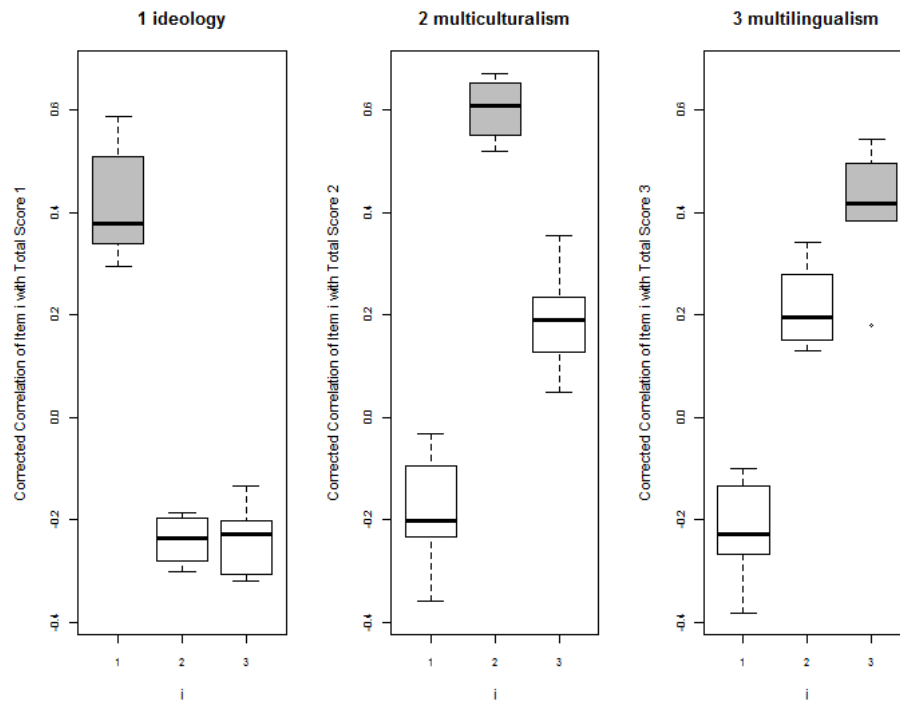 1 ideology
Corrected Correlation of Item i with Total Score 1
0.6
0.4
0.2
0.0
-0.2
-0.4
1 2 3
i
2 multiculturalism
Corrected Correlation of Item i with Total Score 2
0.6
0.4
0.2
0.0
-0.2
-0.4
1 2 3
i
3 multilingualism
Corrected Correlation of Item i with Total Score 3
0.6
0.4
0.2
0.0
-0.2
-0.4
1 2 3
i